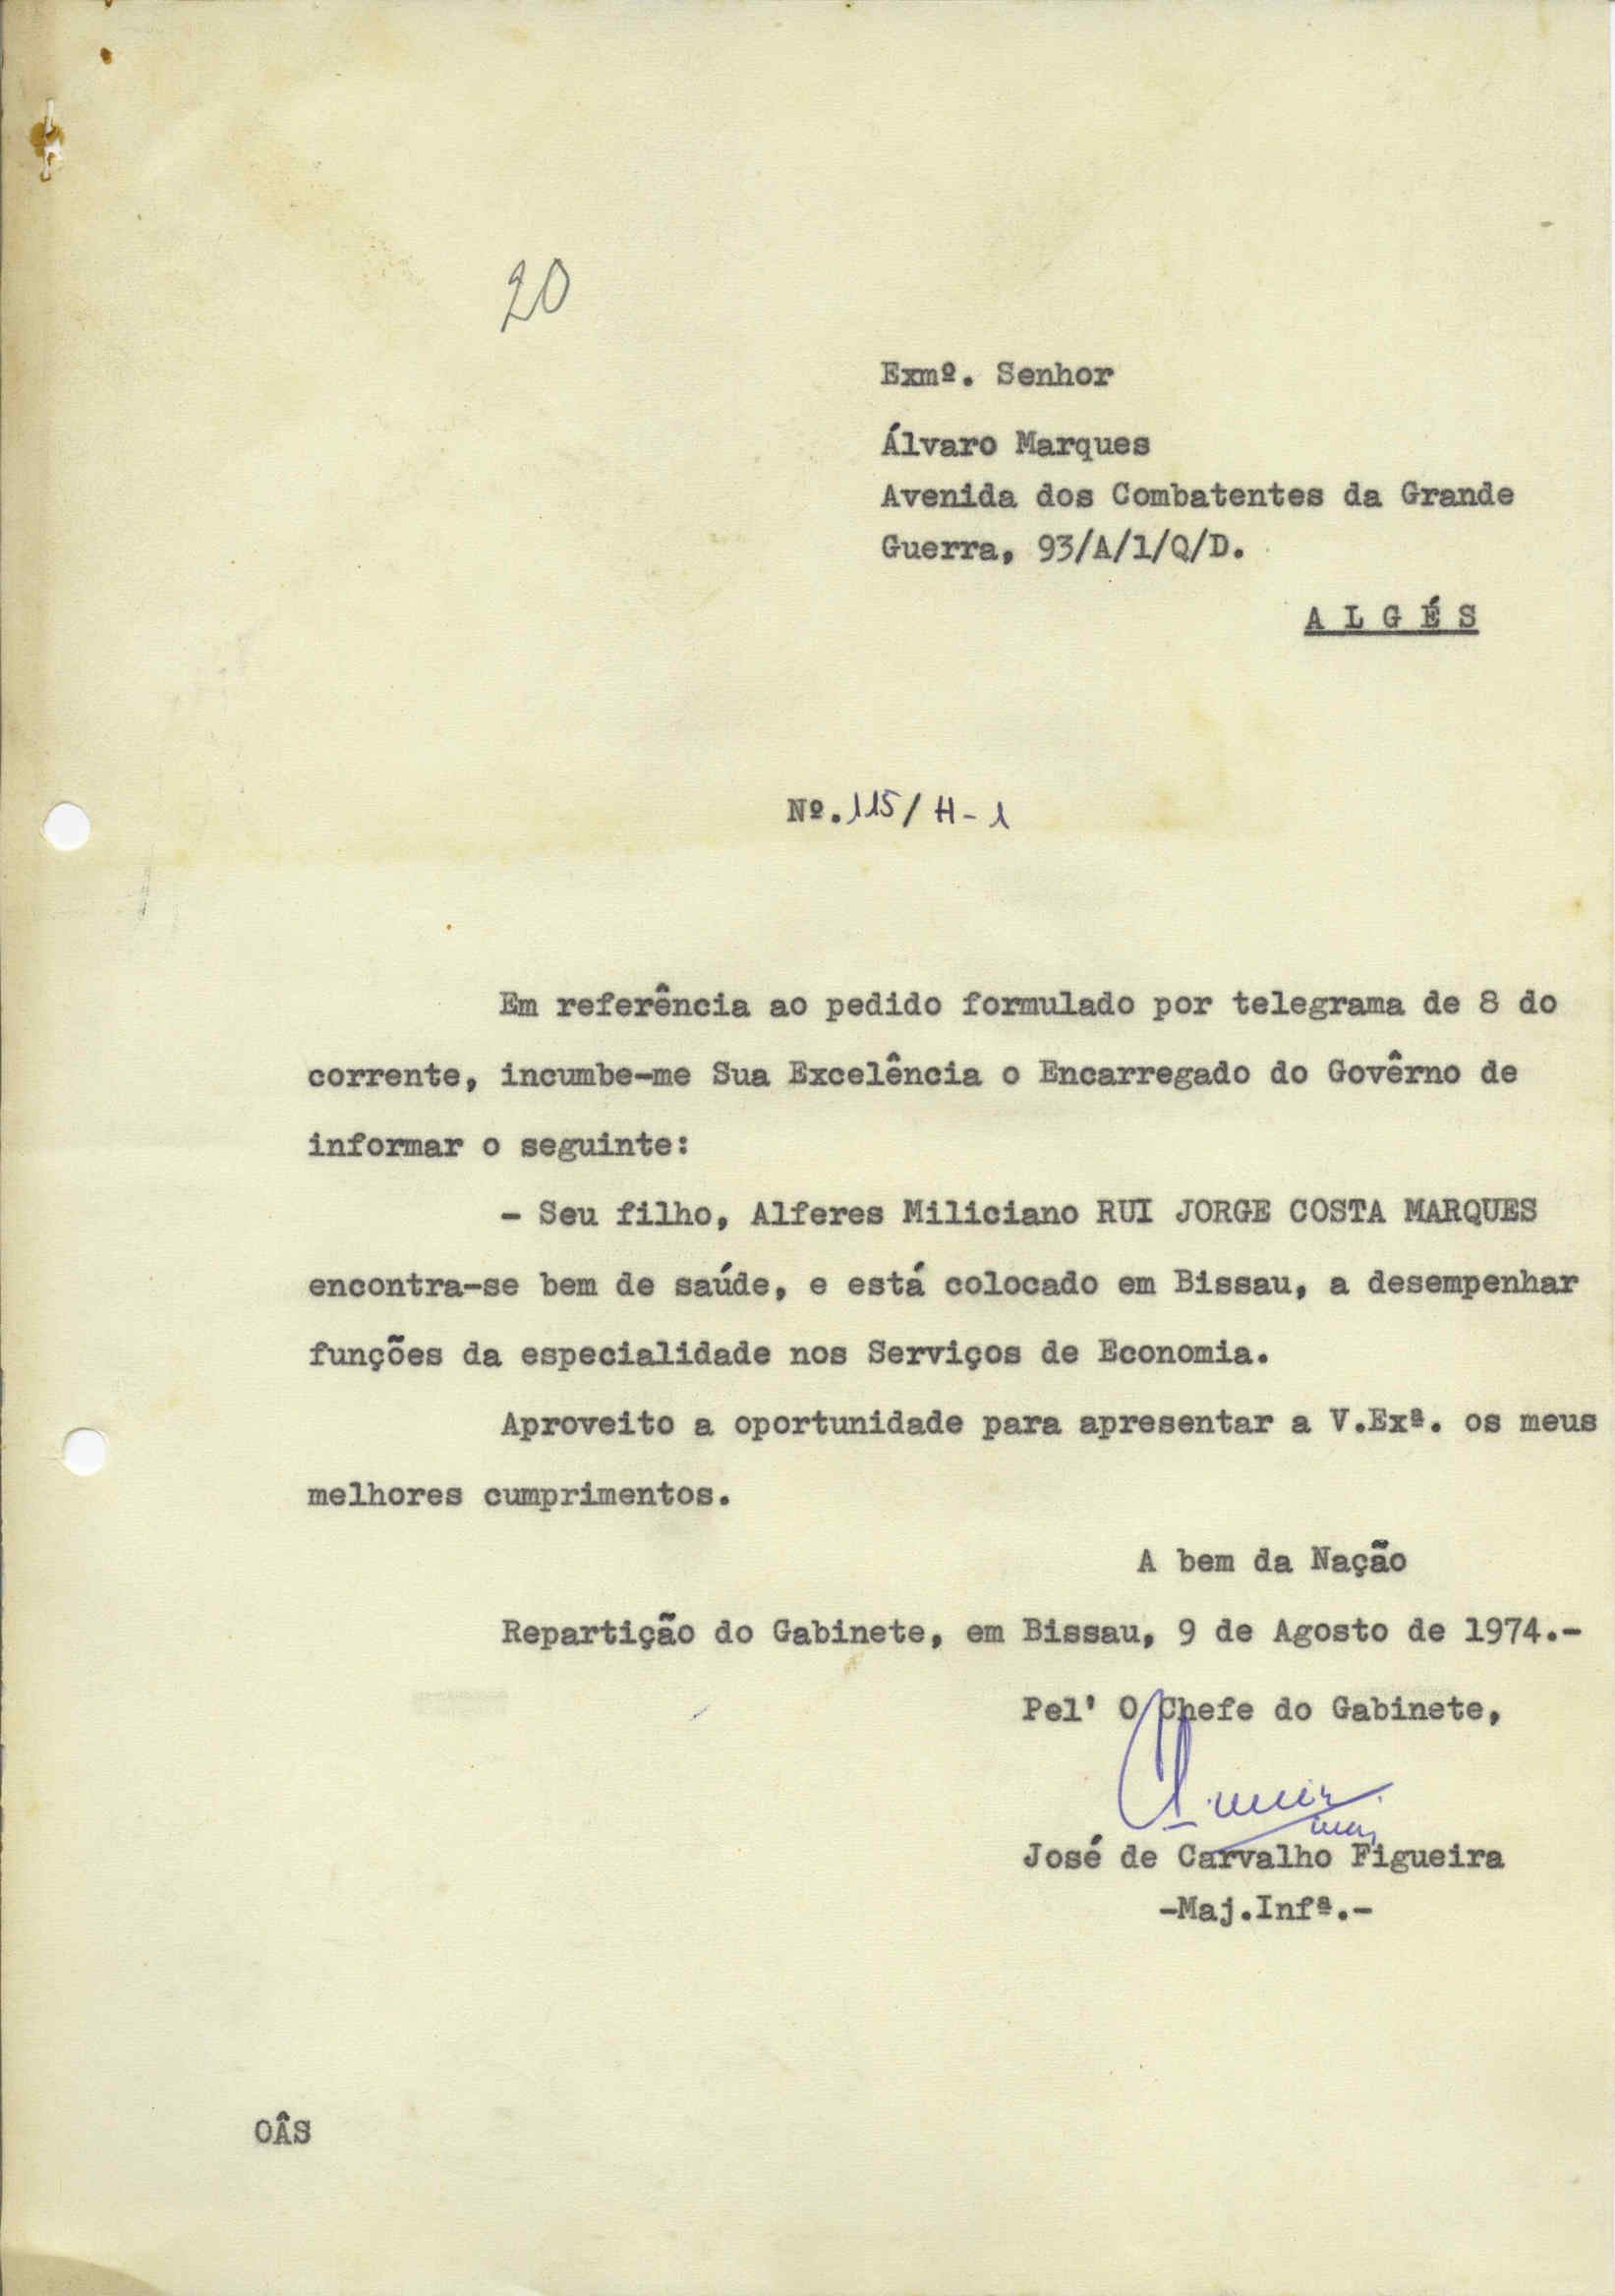 20
Exmº. Senhor
Álvaro Marques
Avenida dos Combatentes da Grande
Guerra, 93/A/1/Q/D.
A L G É S
Nº. 115/H-1
Em referência ao pedido formulado por telegrama de 8 do
corrente, incumbe-me Sua Excelência o Encarregado do Govêrno de
informar o seguinte:
- Seu filho, Alferes Miliciano RUI JORGE COSTA MARQUES
encontra-se bem de saúde, e está colocado em Bissau, a desempenhar
funções da especialidade nos Serviços de Economia.
Aproveito a oportunidade para apresentar a V.Exª. os meus
melhores cumprimentos.
A bem da Nação
Repartição do Gabinete, em Bissau, 9 de Agosto de 1974.-
Pel' O Chefe do Gabinete,
José de Carvalho Figueira
-Maj.Infª.-
OÂS